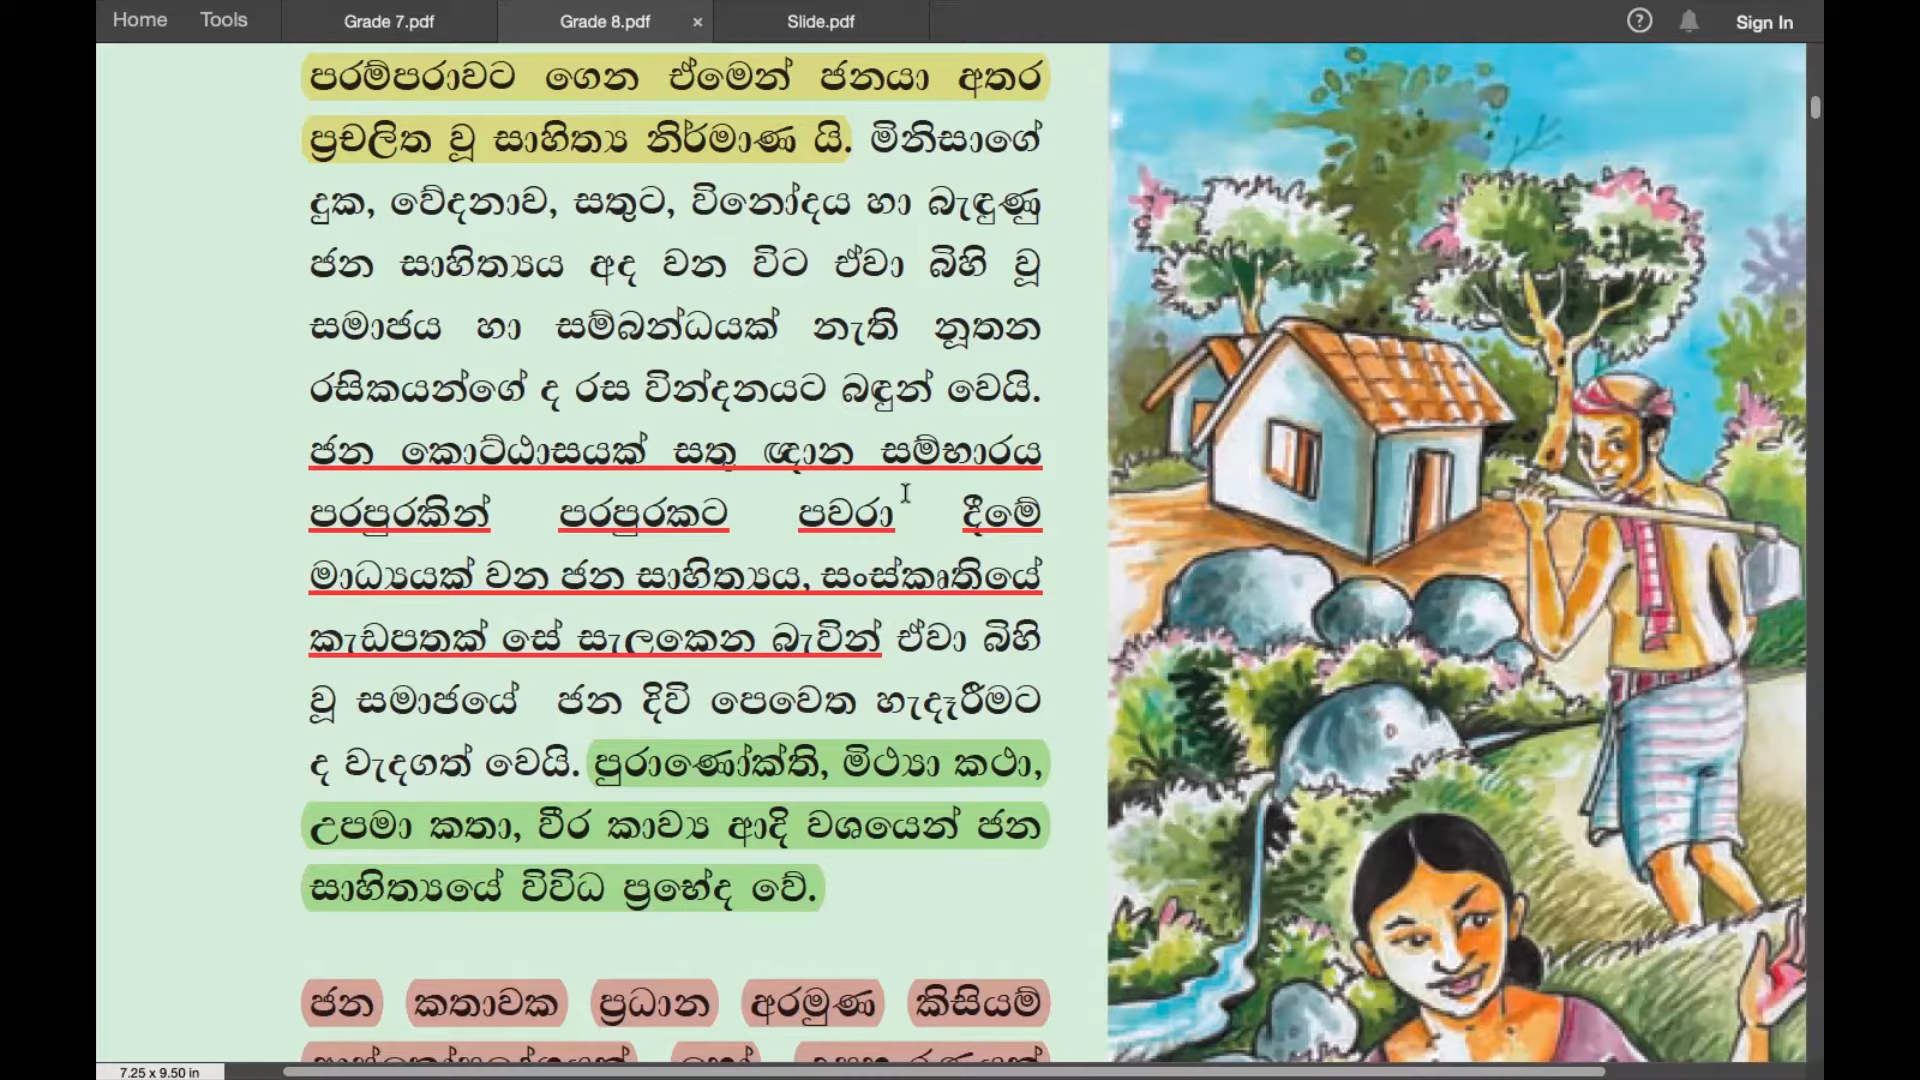 Home Tools Grade 7.pdf Grade 8.pdf × Slide.pdf ? Sign In
පරම්පරාවට ගෙන ඒමෙන් ජනයා අතර
ප්‍රචලිත වූ සාහිත්‍ය නිර්මාණ යි. මිනිසාගේ
දුක, වේදනාව, සතුට, විනෝදය හා බැඳුණු
ජන සාහිත්‍යය අද වන විට ඒවා බිහි වූ
සමාජය හා සම්බන්ධයක් නැති නූතන
රසිකයන්ගේ ද රස වින්දනයට බඳුන් වෙයි.
ජන කොට්ඨාසයක් සතු ඥාන සම්භාරය
පරපුරකින් පරපුරකට පවරා දීමේ
මාධ්‍යයක් වන ජන සාහිත්‍යය, සංස්කෘතියේ
කැඩපතක් සේ සැලකෙන බැවින් ඒවා බිහි
වූ සමාජයේ ජන දිවි පෙවෙත හැදෑරීමට
ද වැදගත් වෙයි. පුරාණෝක්ති, මිථ්‍යා කථා,
උපමා කතා, වීර කාව්‍ය ආදි වශයෙන් ජන
සාහිත්‍යයේ විවිධ ප්‍රභේද වේ.
ජන කතාවක ප්‍රධාන අරමුණ කිසියම්
7.25 x 9.50 in